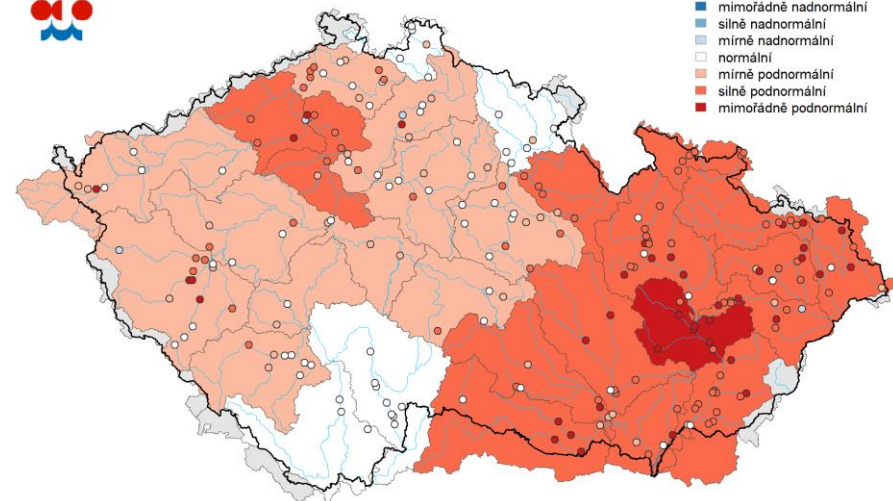 mimořádně nadnormální
silně nadnormální
mírně nadnormální
normální
mírně podnormální
silně podnormální
mimořádně podnormální